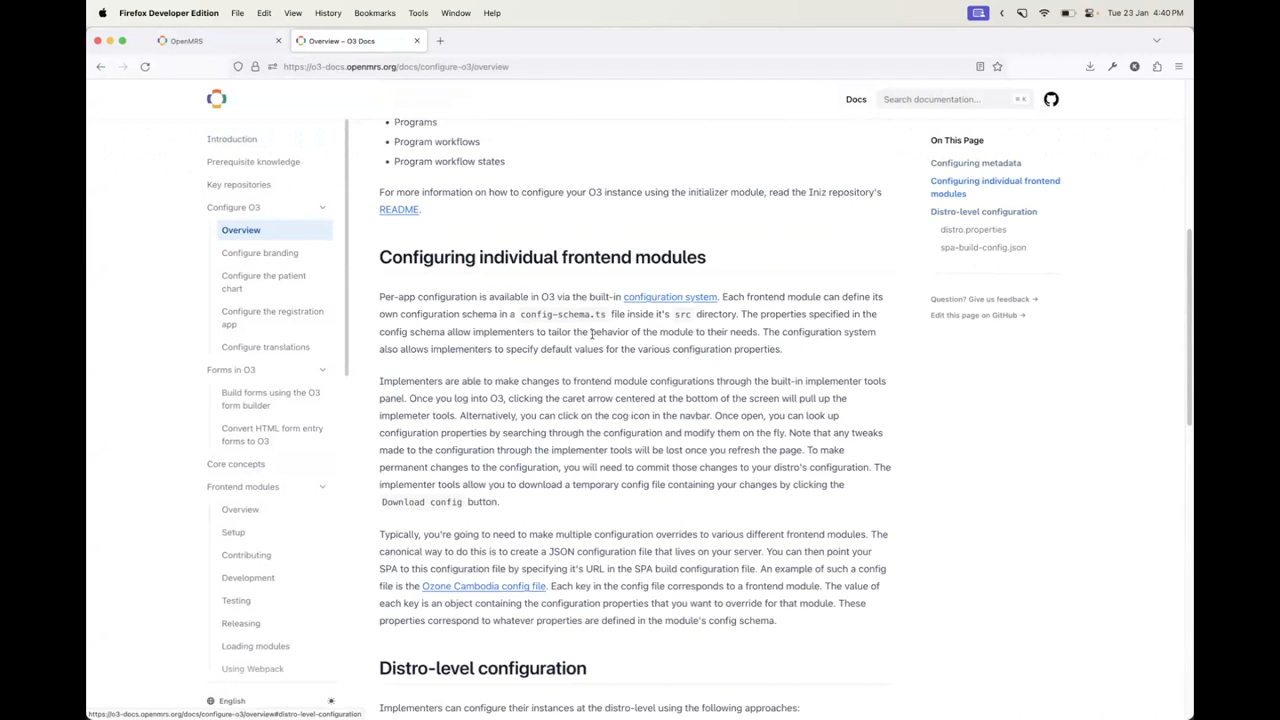 Firefox Developer Edition File Edit View History Bookmarks Tools Window Help Tue 23 Jan 4:40 PM
OpenMRS Overview – O3 Docs
https://o3-docs.openmrs.org/docs/configure-o3/overview
Docs Search documentation... ⌘ K
Introduction
Prerequisite knowledge
Key repositories
Configure O3
Overview
Configure branding
Configure the patient
chart
Configure the registration
app
Configure translations
Forms in O3
Build forms using the O3
form builder
Convert HTML form entry
forms to O3
Core concepts
Frontend modules
Overview
Setup
Contributing
Development
Testing
Releasing
Loading modules
Using Webpack
English
https://o3-docs.openmrs.org/docs/configure-o3/overview#distro-level-configuration
• Programs
• Program workflows
• Program workflow states
For more information on how to configure your O3 instance using the initializer module, read the Iniz repository's
README.
Configuring individual frontend modules
Per-app configuration is available in O3 via the built-in configuration system. Each frontend module can define its
own configuration schema in a config-schema.ts file inside it's src directory. The properties specified in the
config schema allow implementers to tailor the behavior of the module to their needs. The configuration system
also allows implementers to specify default values for the various configuration properties.
Implementers are able to make changes to frontend module configurations through the built-in implementer tools
panel. Once you log into O3, clicking the caret arrow centered at the bottom of the screen will pull up the
implemeter tools. Alternatively, you can click on the cog icon in the navbar. Once open, you can look up
configuration properties by searching through the configuration and modify them on the fly. Note that any tweaks
made to the configuration through the implementer tools will be lost once you refresh the page. To make
permanent changes to the configuration, you will need to commit those changes to your distro's configuration. The
implementer tools allow you to download a temporary config file containing your changes by clicking the
Download config button.
Typically, you're going to need to make multiple configuration overrides to various different frontend modules. The
canonical way to do this is to create a JSON configuration file that lives on your server. You can then point your
SPA to this configuration file by specifying it's URL in the SPA build configuration file. An example of such a config
file is the Ozone Cambodia config file. Each key in the config file corresponds to a frontend module. The value of
each key is an object containing the configuration properties that you want to override for that module. These
properties correspond to whatever properties are defined in the module's config schema.
Distro-level configuration
Implementers can configure their instances at the distro-level using the following approaches:
On This Page
Configuring metadata
Configuring individual frontend
modules
Distro-level configuration
distro.properties
spa-build-config.json
Question? Give us feedback →
Edit this page on GitHub →